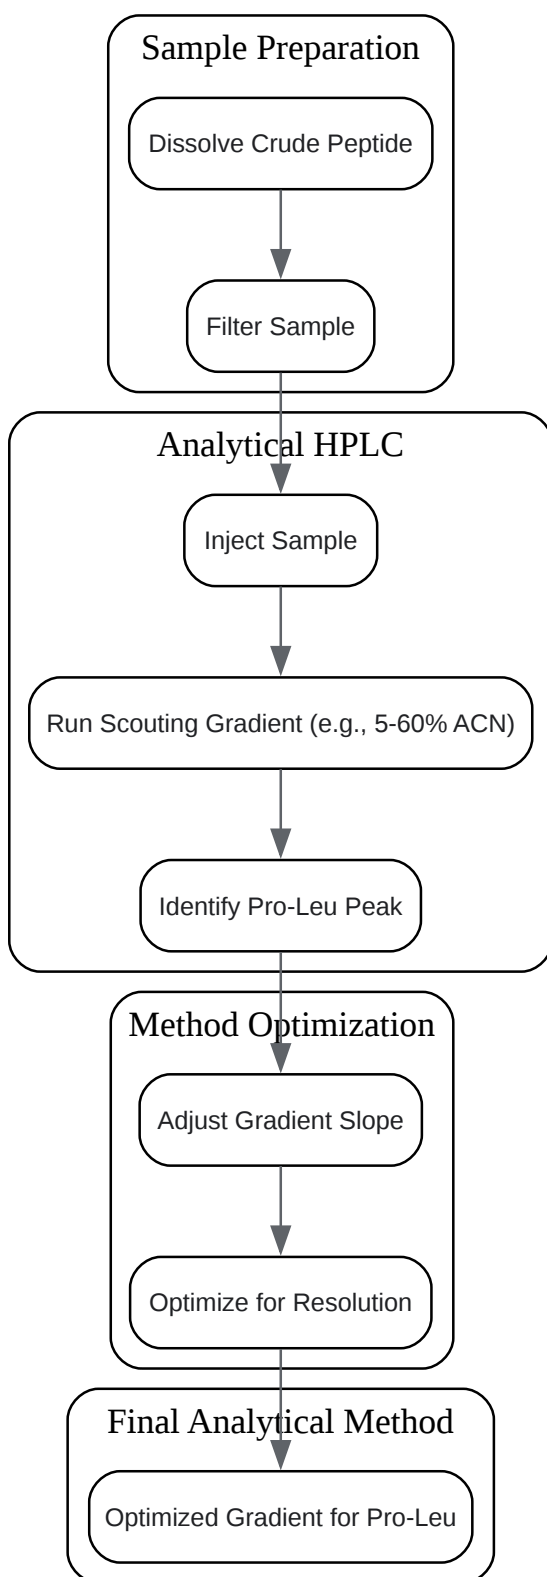 Sample Preparation
Dissolve Crude Peptide
Filter Sample
Analytical HPLC
Inject Sample
Run Scouting Gradient (e.g., 5-60% ACN)
Identify Pro-Leu Peak
Method Optimization
Adjust Gradient Slope
Optimize for Resolution
Final Analytical Method
Optimized Gradient for Pro-Leu